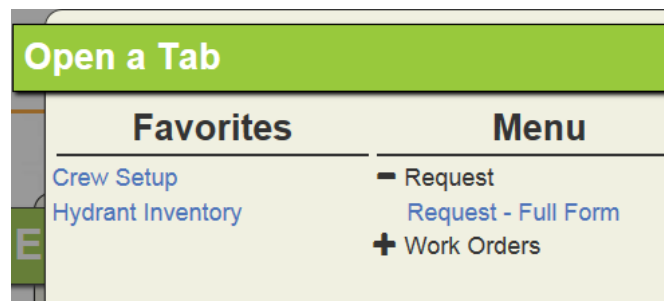 Open a Tab
Favorites
Crew Setup
Hydrant Inventory
Menu
Request
Request - Full Form
Work Orders
E